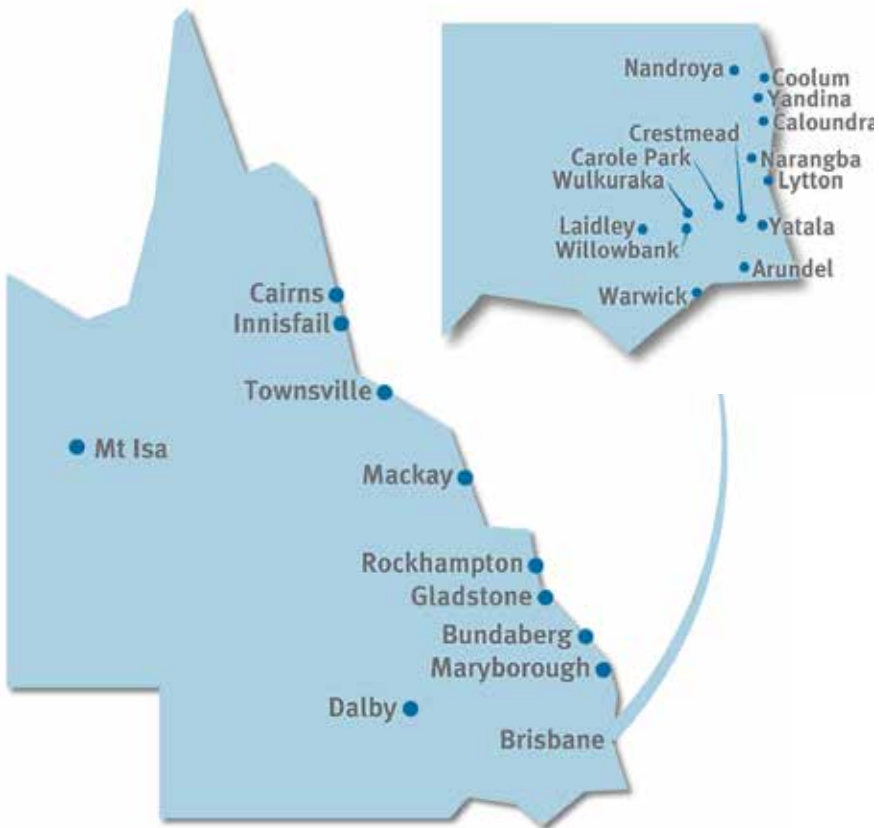 Nandroya
Coolum
Yandina
Caloundra
Crestmead
Carole Park
Narangba
Wulkuraka
Lytton
Laidley
Yatala
Willowbank
Arundel
Warwick
Cairns
Innisfail
Townsville
Mt Isa
Mackay
Rockhampton
Gladstone
Bundaberg
Maryborough
Dalby
Brisbane